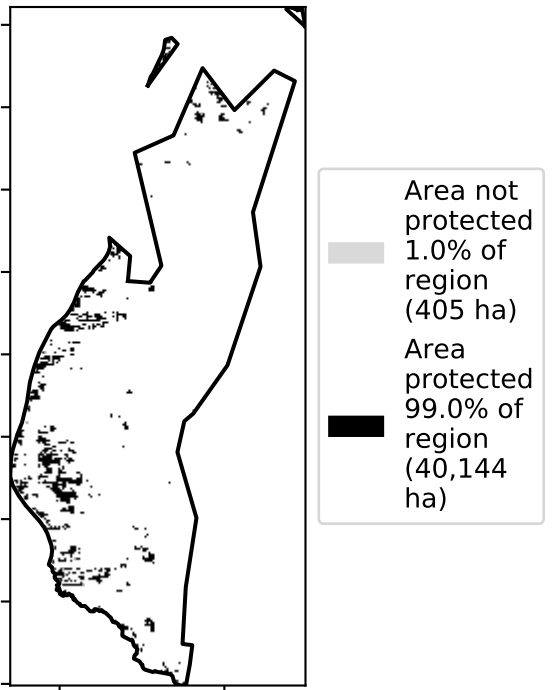 Area not
protected
1.0% of
region
(405 ha)
Area
protected
99.0% of
region
(40,144
ha)